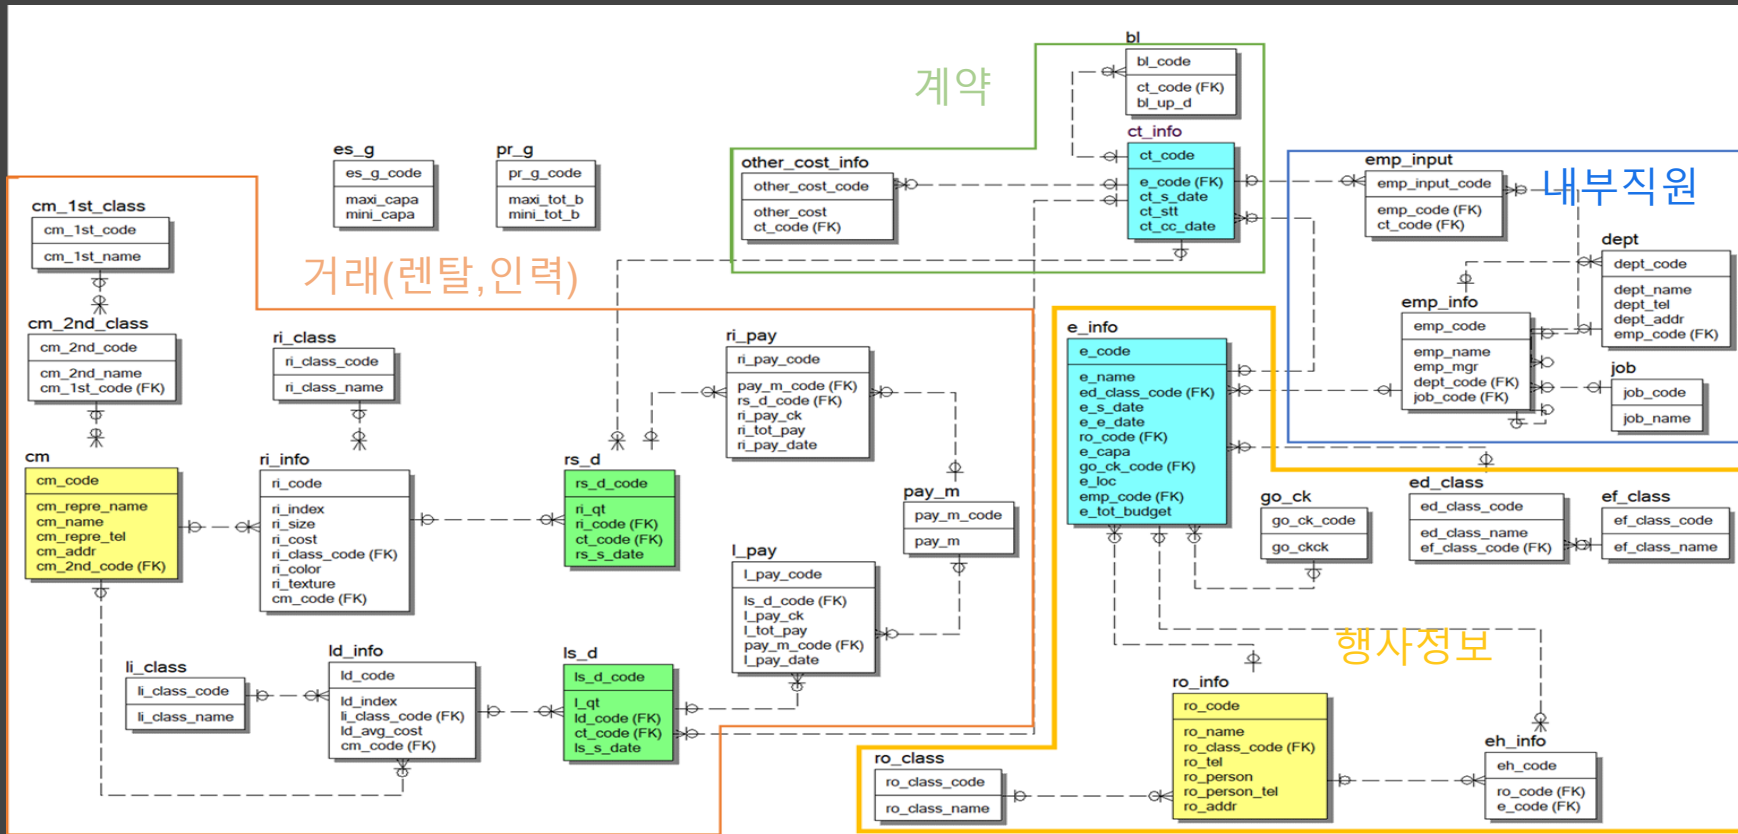 계약
bl
bl_code
ct_code (FK)
bl_up_d
ct_info
ct_code
e_code (FK)
ct_s_date
ct_stt
ct_cc_date
other_cost_info
other_cost_code
other_cost
ct_code (FK)
내부직원
emp_input
emp_input_code
emp_code (FK)
ct_code (FK)
dept
dept_code
dept_name
dept_tel
dept_addr
emp_code (FK)
emp_info
emp_code
emp_name
emp_mgr
dept_code (FK)
job_code (FK)
job
job_code
job_name
es_g
es_g_code
maxi_capa
mini_capa
pr_g
pr_g_code
maxi_tot_b
mini_tot_b
거래(렌탈,인력)
cm_1st_class
cm_1st_code
cm_1st_name
cm_2nd_class
cm_2nd_code
cm_2nd_name
cm_1st_code (FK)
ri_class
ri_class_code
ri_class_name
cm
cm_code
cm_repre_name
cm_name
cm_repre_tel
cm_addr
cm_2nd_code (FK)
ri_info
ri_code
ri_index
ri_size
ri_cost
ri_class_code (FK)
ri_color
ri_texture
cm_code (FK)
rs_d
rs_d_code
ri_qt
ri_code (FK)
ct_code (FK)
rs_s_date
ri_pay
ri_pay_code
pay_m_code (FK)
rs_d_code (FK)
ri_pay_ck
ri_tot_pay
ri_pay_date
pay_m
pay_m_code
pay_m
l_pay
l_pay_code
ls_d_code (FK)
l_pay_ck
l_tot_pay
pay_m_code (FK)
l_pay_date
li_class
li_class_code
li_class_name
ld_info
ld_code
ld_index
li_class_code (FK)
ld_avg_cost
cm_code (FK)
ls_d
ls_d_code
l_qt
ld_code (FK)
ct_code (FK)
ls_s_date
행사정보
e_info
e_code
e_name
ed_class_code (FK)
e_s_date
e_e_date
ro_code (FK)
e_capa
go_ck_code (FK)
e_loc
emp_code (FK)
e_tot_budget
go_ck
go_ck_code
go_ckck
ed_class
ed_class_code
ed_class_name
ef_class_code (FK)
ef_class
ef_class_code
ef_class_name
ro_class
ro_class_code
ro_class_name
ro_info
ro_code
ro_name
ro_class_code (FK)
ro_tel
ro_person
ro_person_tel
ro_addr
eh_info
eh_code
ro_code (FK)
e_code (FK)